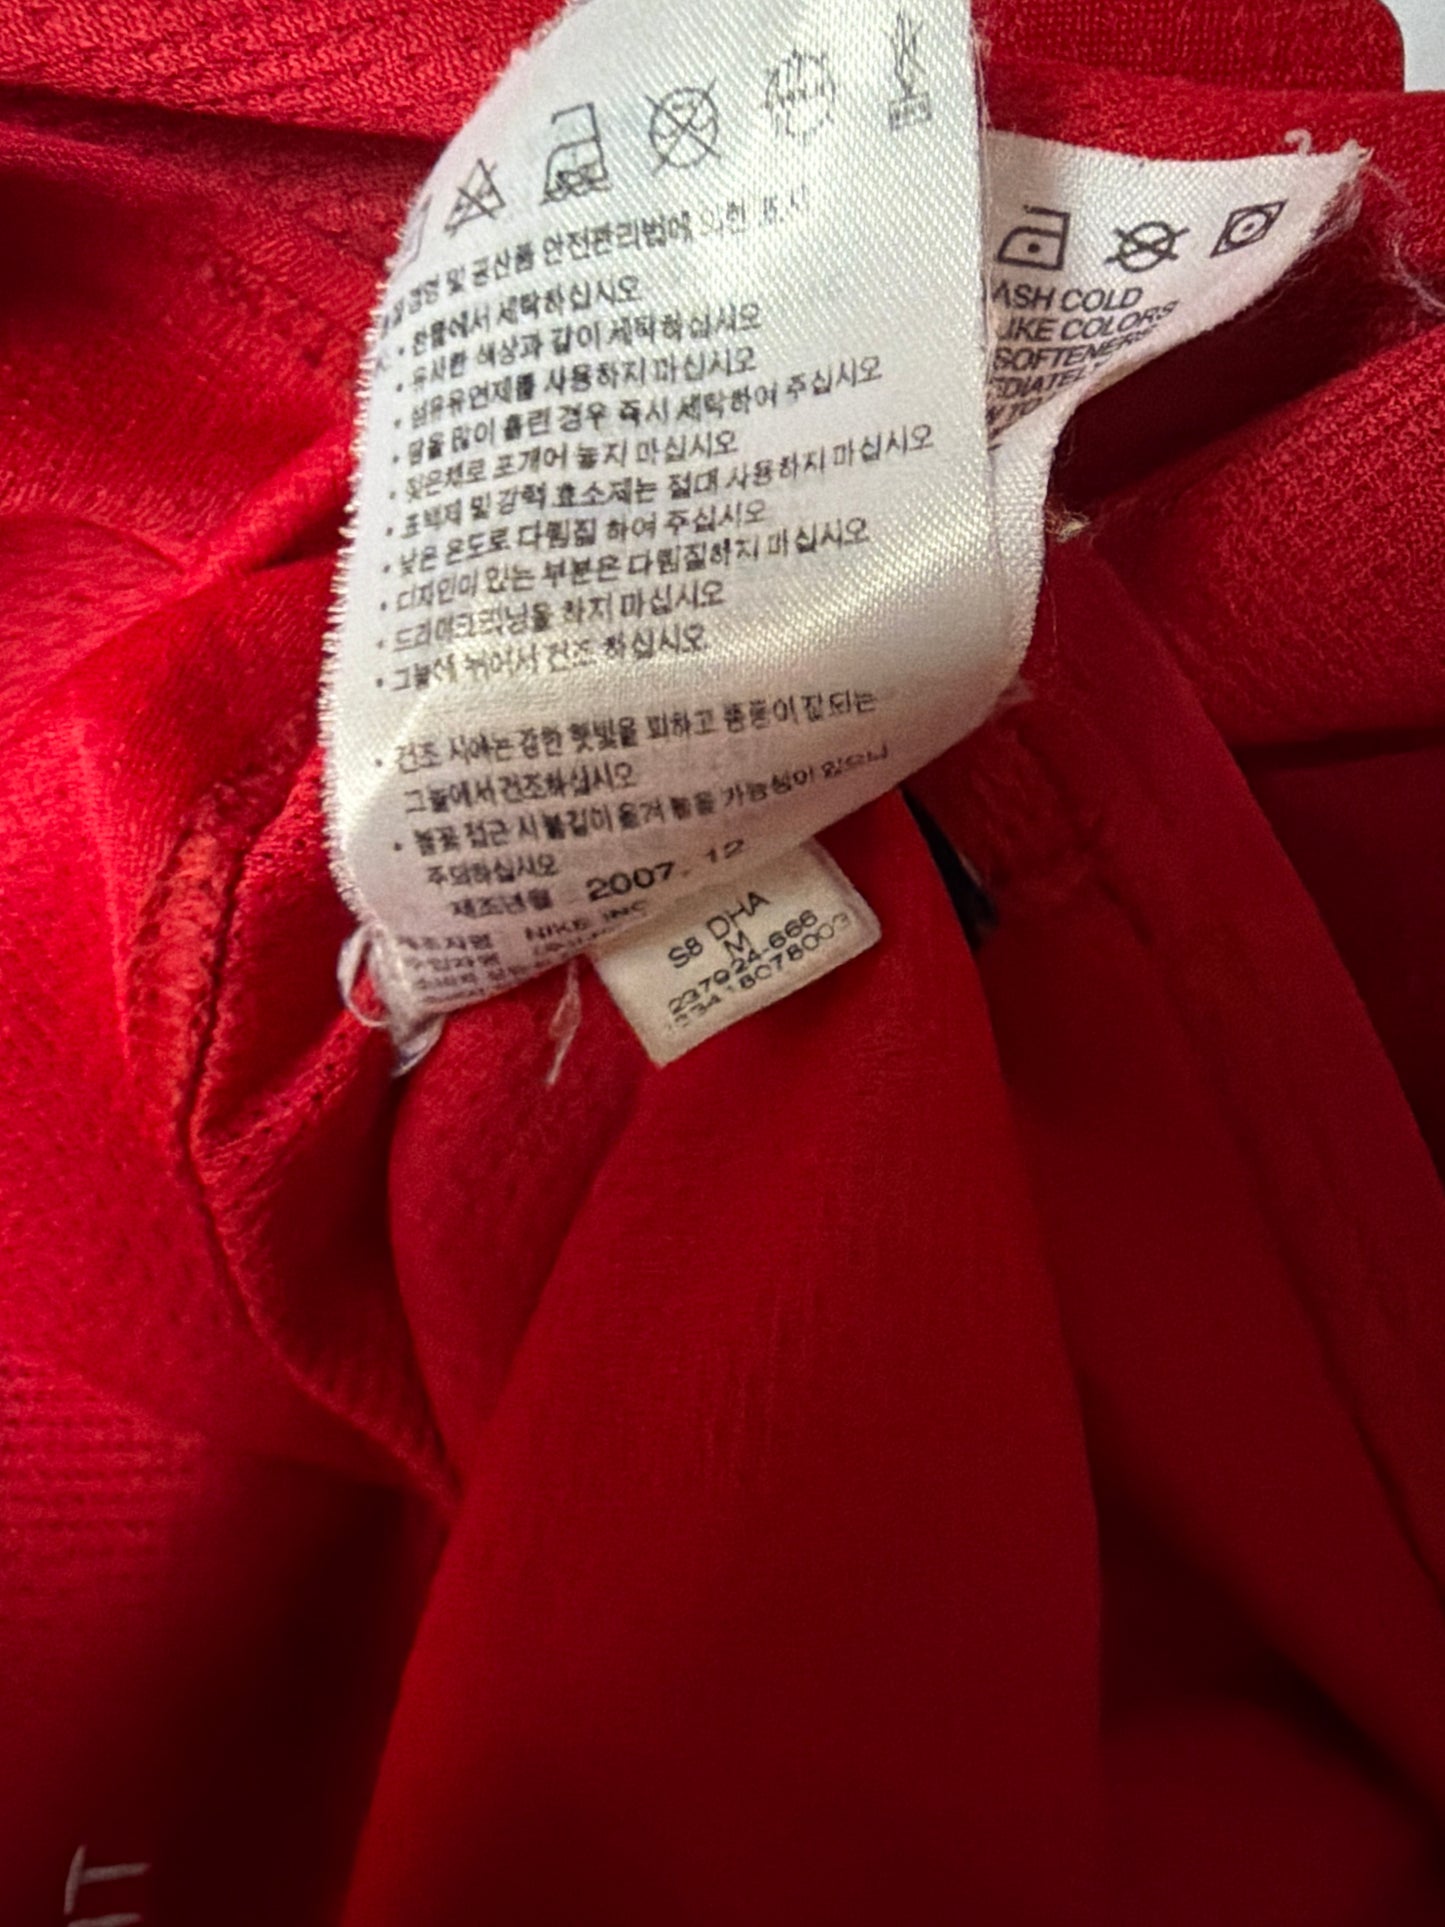 품질경영 및 공산품 안전관리법에 의한 표시
• 찬물에서 세탁하십시오
• 유사한 색상과 같이 세탁하십시오
• 섬유유연제를 사용하지 마십시오
• 땀을 많이 흘린 경우 즉시 세탁하여 주십시오
• 젖은채로 포개어 놓지 마십시오
• 표백제 및 강력 효소제는 절대 사용하지 마십시오
• 낮은 온도로 다림질 하여 주십시오
• 디자인이 있는 부분은 다림질하지 마십시오
• 드라이크리닝을 하지 마십시오
• 그늘에 뉘어서 건조 하십시오
• 건조 시에는 강한 햇빛을 피하고 통풍이 잘되는
그늘에서 건조하십시오
• 불꽃 접근 시 불길이 옮겨 붙을 가능성이 있으니
주의하십시오
제조년월 2007. 12
제조자명 NIKE INC
수입자명
ASH COLD
LIKE COLORS
SOFTENERS
EDIATEL
S8 DHA
M
237924-666
18078003